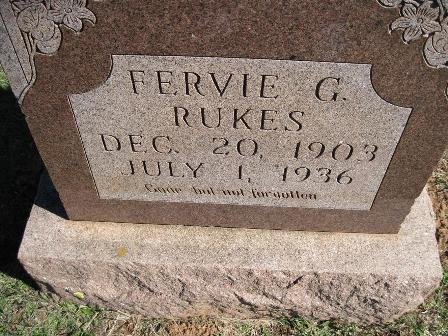 FERVIE G.
RUKES
DEC. 20, 1903
JULY 1, 1936
Gone but not forgotten